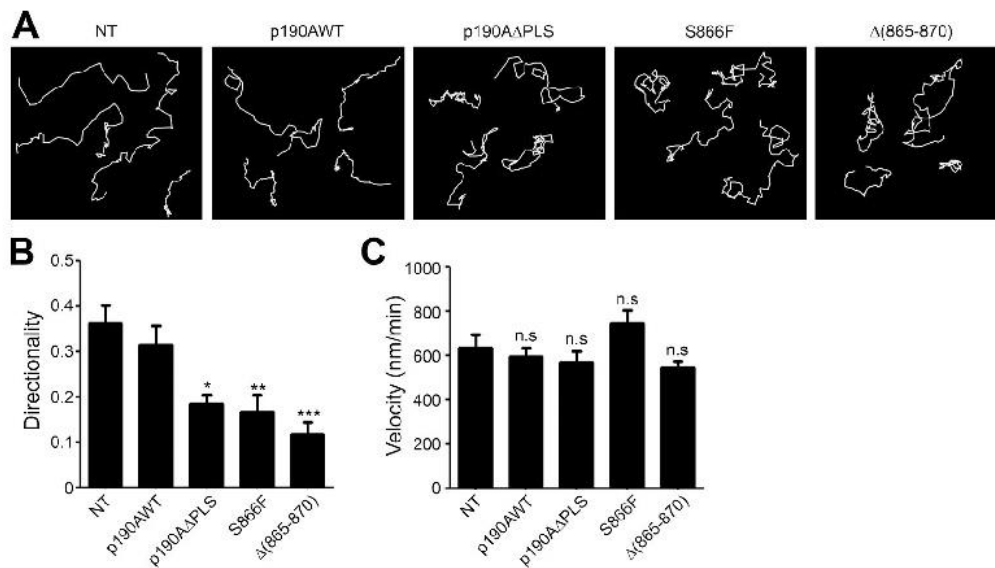 A
NT p190AWT p190AΔPLS S866F Δ(865-870)
B
Directionality
0.5
0.4
0.3
0.2
0.1
0
* ** ***
NT p190AWT p190AΔPLS S866F Δ(865-870)
C
Velocity (nm/min)
1000
800
600
400
200
0
n.s n.s n.s n.s
NT p190AWT p190AΔPLS S866F Δ(865-870)